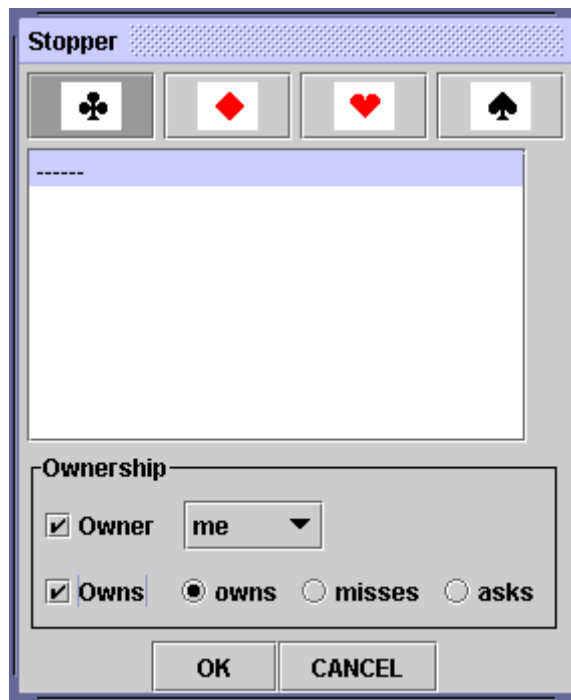 Stopper
------
Ownership
Owner me
Owns owns misses asks
OK CANCEL